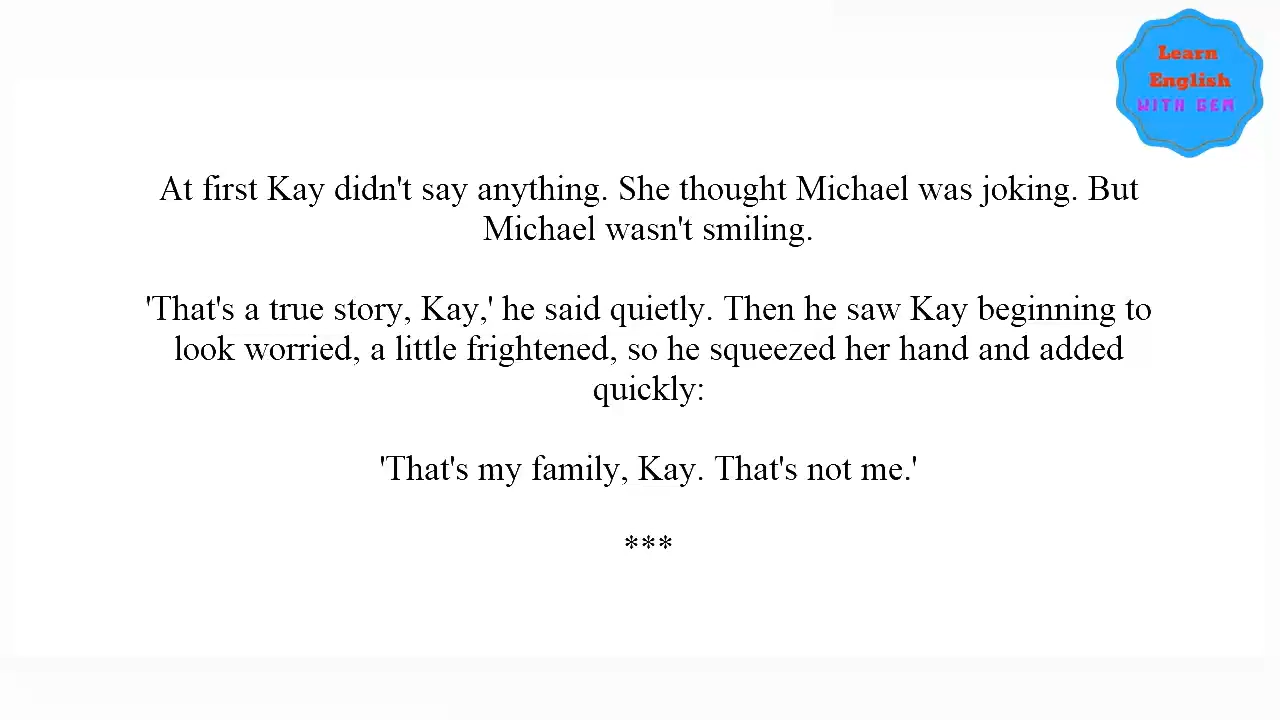 Learn
English
WITH GEM
At first Kay didn't say anything. She thought Michael was joking. But
Michael wasn't smiling.
'That's a true story, Kay,' he said quietly. Then he saw Kay beginning to
look worried, a little frightened, so he squeezed her hand and added
quickly:
'That's my family, Kay. That's not me.'
***